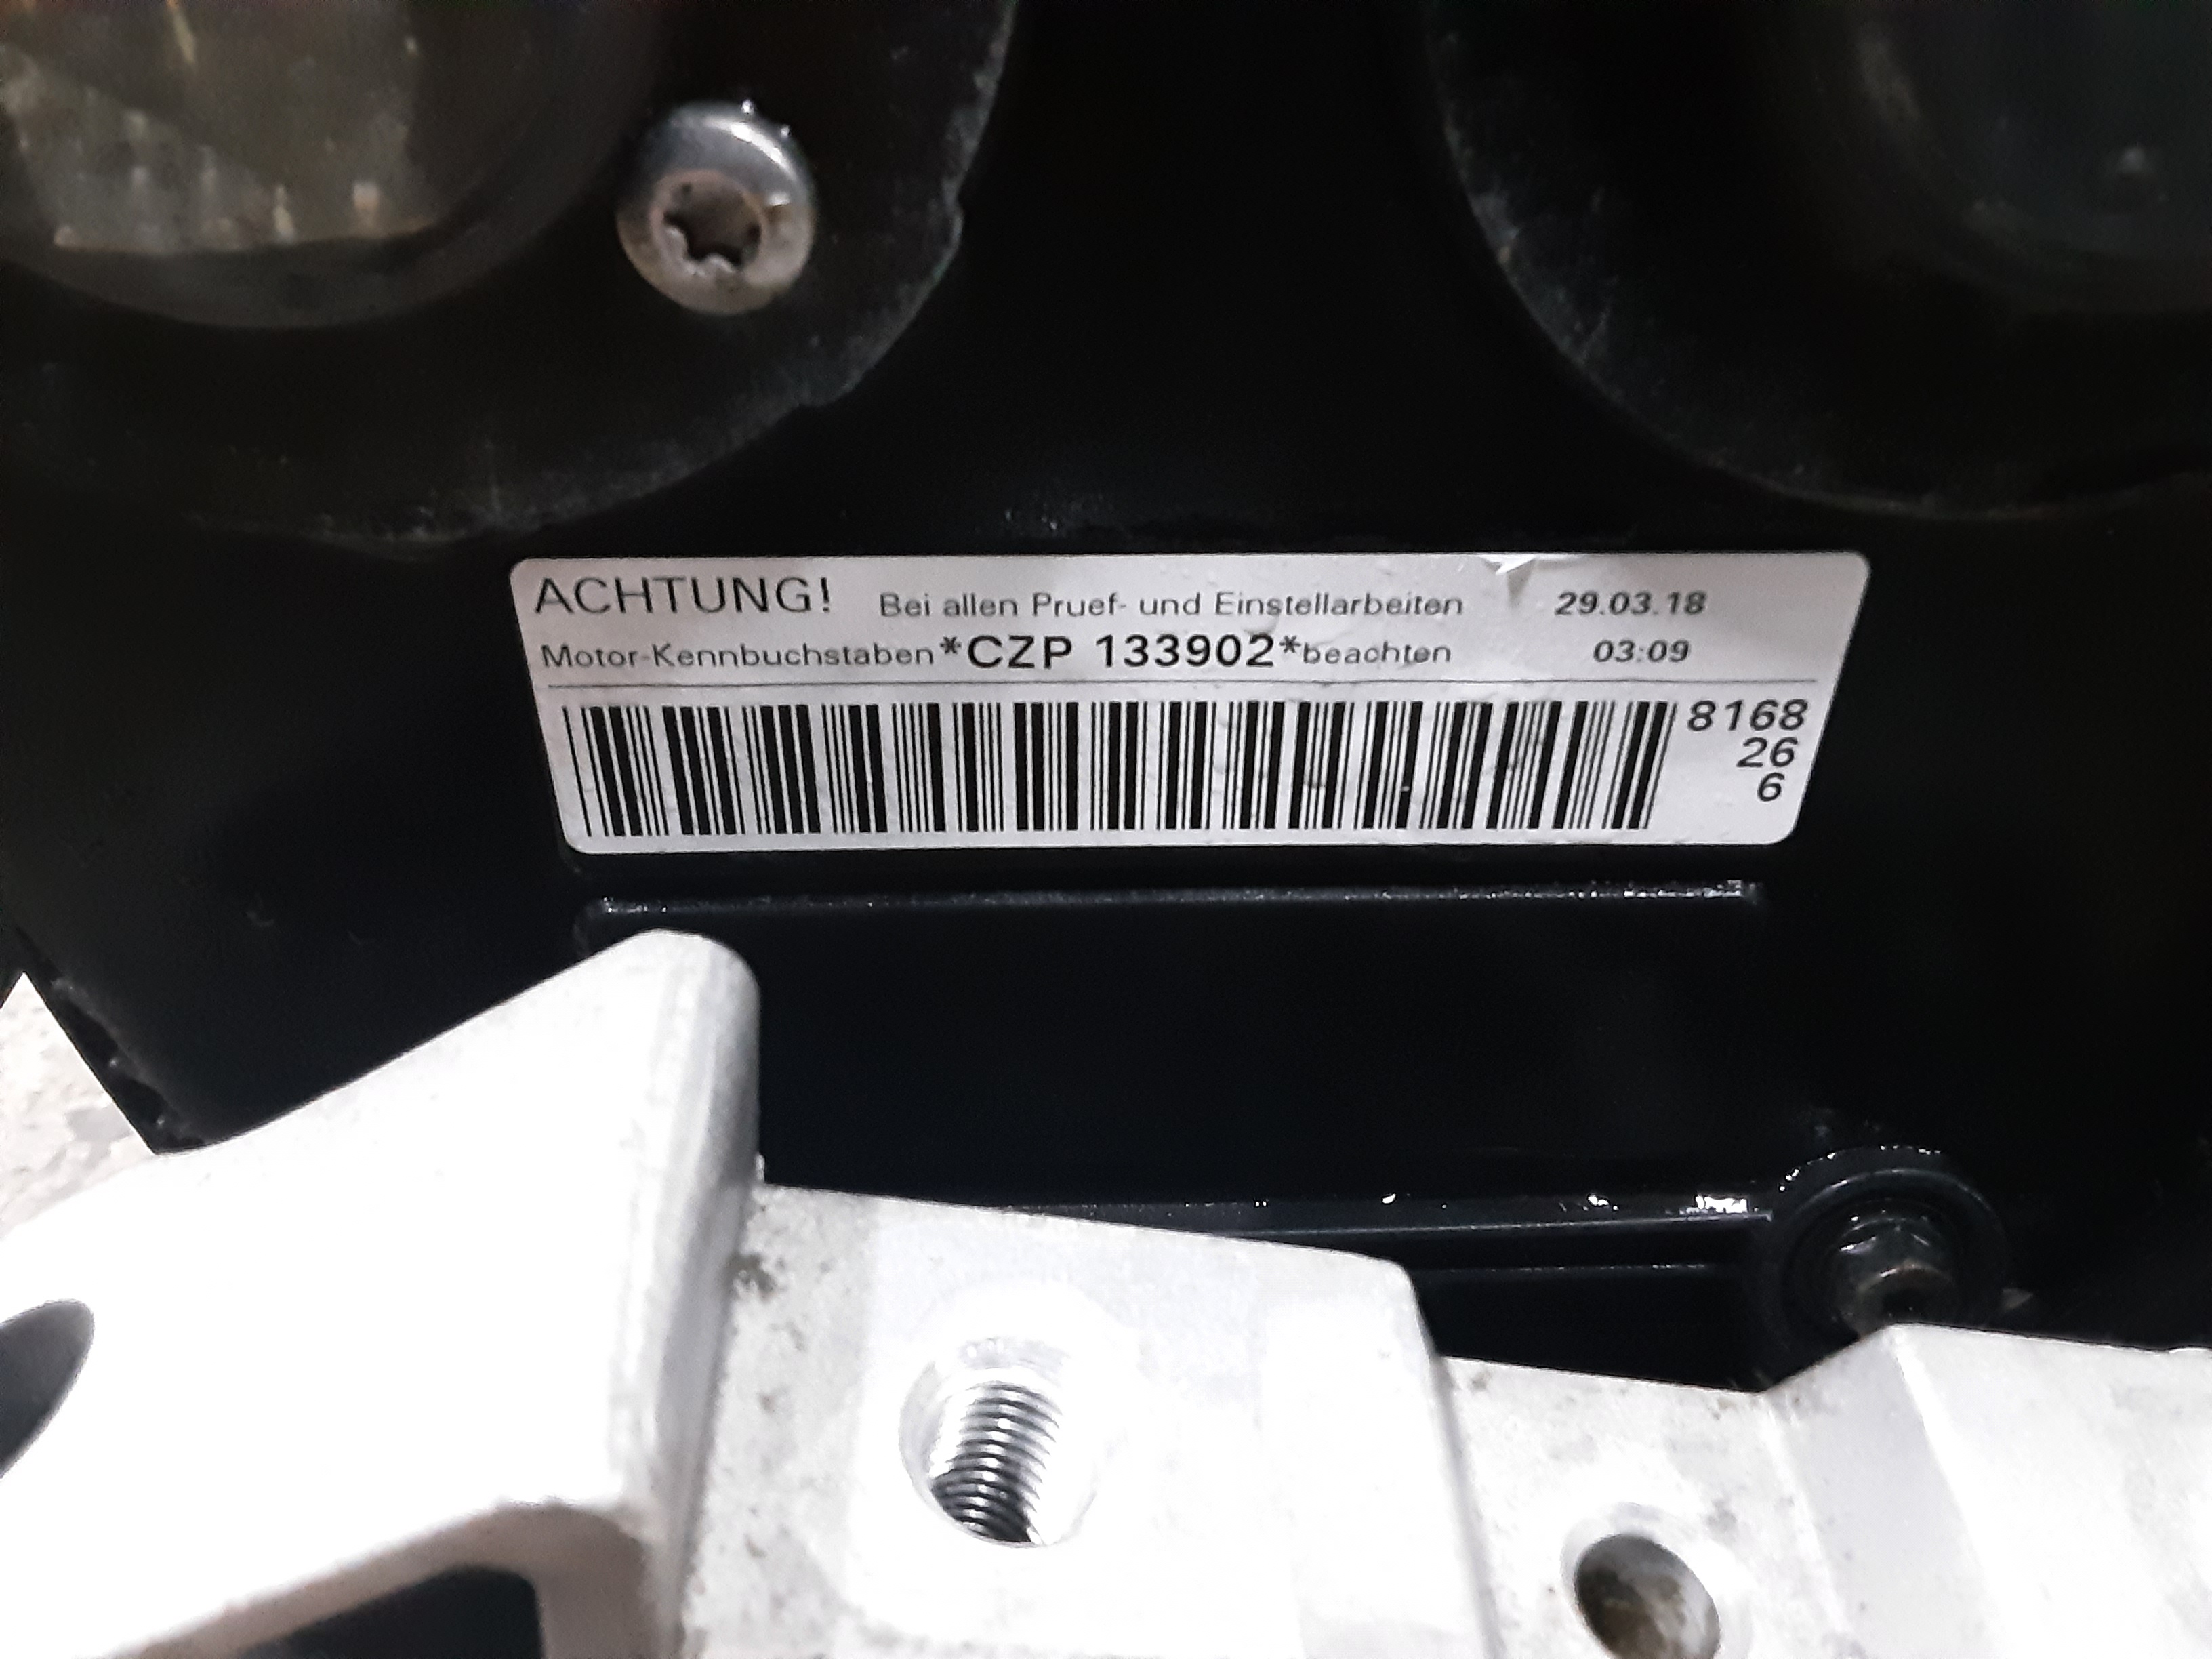 ACHTUNG! Bei allen Pruef- und Einstellarbeiten 29.03.18
Motor-Kennbuchstaben *CZP 133902* beachten 03:09
8168
26
6